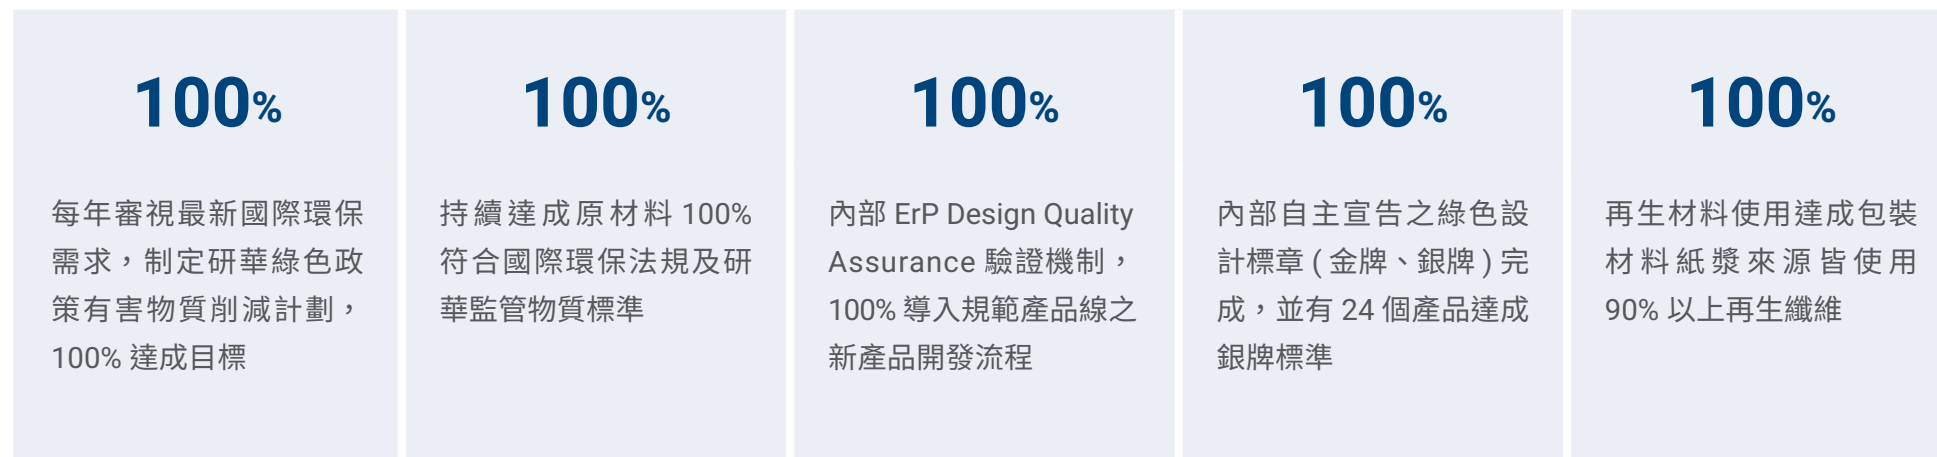 100%
每年審視最新國際環保
需求，制定研華綠色政
策有害物質削減計劃，
100% 達成目標
100%
持續達成原材料 100%
符合國際環保法規及研
華監管物質標準
100%
內部 ErP Design Quality
Assurance 驗證機制，
100% 導入規範產品線之
新產品開發流程
100%
內部自主宣告之綠色設
計標章 ( 金牌、銀牌 ) 完
成，並有 24 個產品達成
銀牌標準
100%
再生材料使用達成包裝
材料紙漿來源皆使用
90% 以上再生纖維